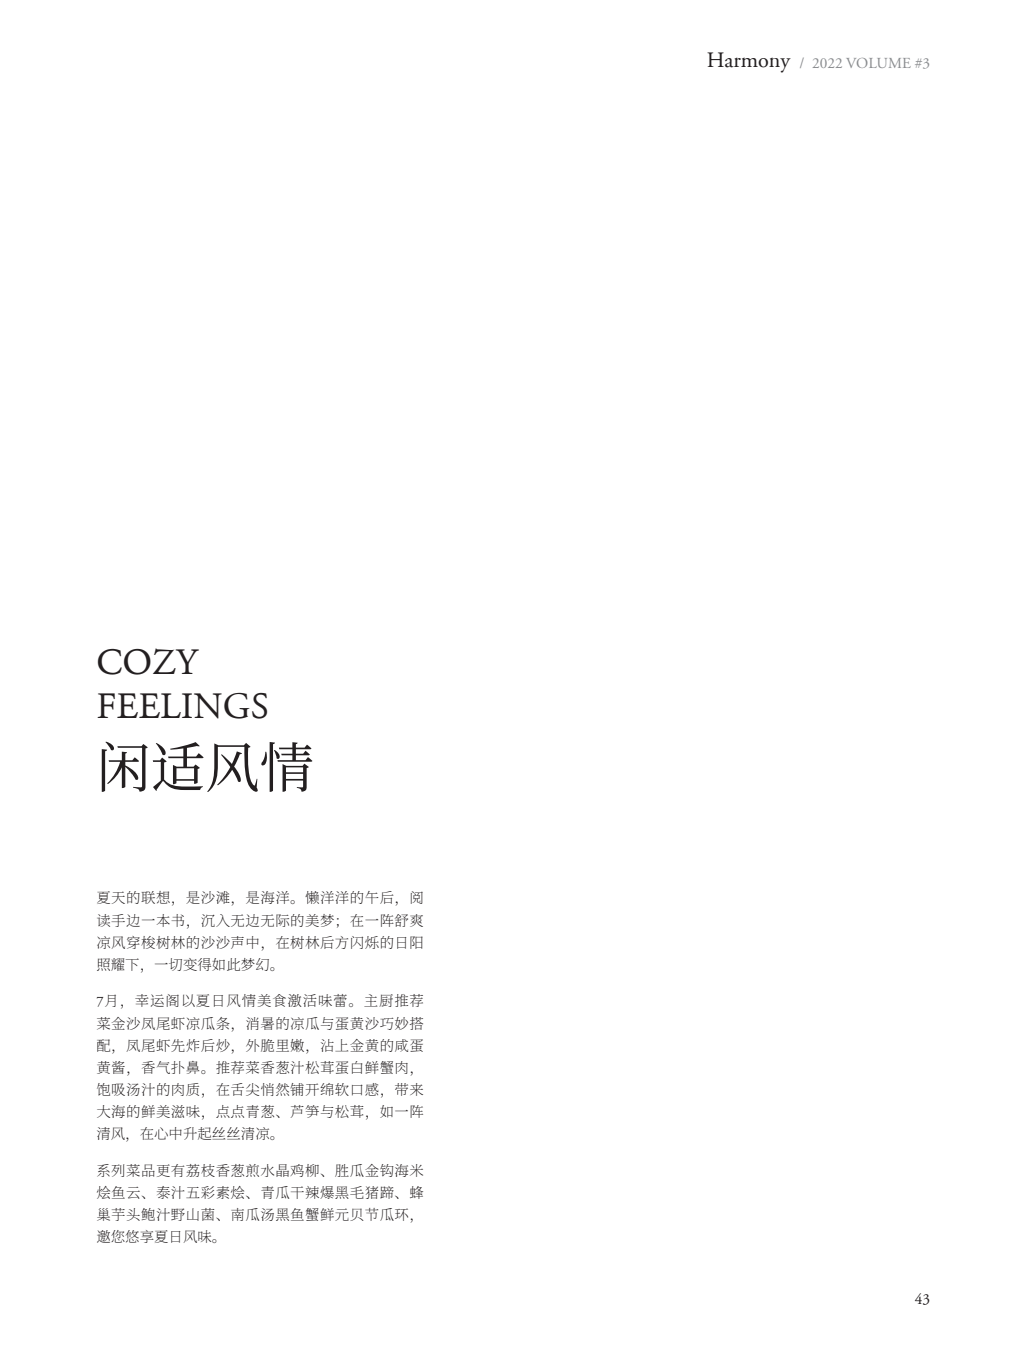 Harmony / 2022 VOLUME #3
COZY
FEELINGS
闲适风情
夏天的联想，是沙滩，是海洋。懒洋洋的午后，阅
读手边一本书，沉入无边无际的美梦；在一阵舒爽
凉风穿梭树林的沙沙声中，在树林后方闪烁的日阳
照耀下，一切变得如此梦幻。
7月，幸运阁以夏日风情美食激活味蕾。主厨推荐
菜金沙凤尾虾凉瓜条，消暑的凉瓜与蛋黄沙巧妙搭
配，凤尾虾先炸后炒，外脆里嫩，沾上金黄的咸蛋
黄酱，香气扑鼻。推荐菜香葱汁松茸蛋白鲜蟹肉，
饱吸汤汁的肉质，在舌尖悄然铺开绵软口感，带来
大海的鲜美滋味，点点青葱、芦笋与松茸，如一阵
清风，在心中升起丝丝清凉。
系列菜品更有荔枝香葱煎水晶鸡柳、胜瓜金钩海米
烩鱼云、泰汁五彩素烩、青瓜干辣爆黑毛猪蹄、蜂
巢芋头鲍汁野山菌、南瓜汤黑鱼蟹鲜元贝节瓜环，
邀您悠享夏日风味。
43